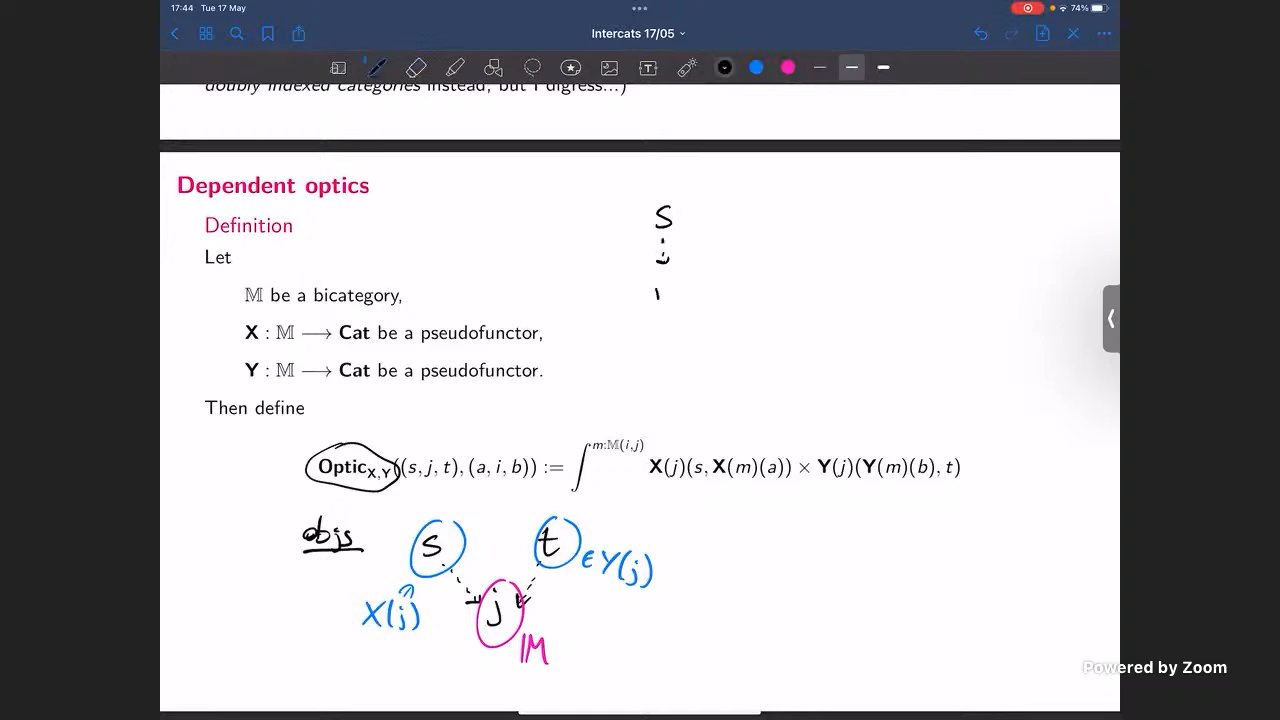 17:44 Tue 17 May
74%
Intercats 17/05
doubly indexed categories instead, but I digress...)
Dependent optics
Definition
Let
𝕄 be a bicategory,
X : 𝕄 ⟶ Cat be a pseudofunctor,
Y : 𝕄 ⟶ Cat be a pseudofunctor.
Then define
Optic_{X,Y}((s, j, t), (a, i, b)) := ∫^{m:𝕄(i,j)} X(j)(s, X(m)(a)) × Y(j)(Y(m)(b), t)
S
objs
s t ∈ Y(j)
X(j) j
𝕄
Powered by Zoom